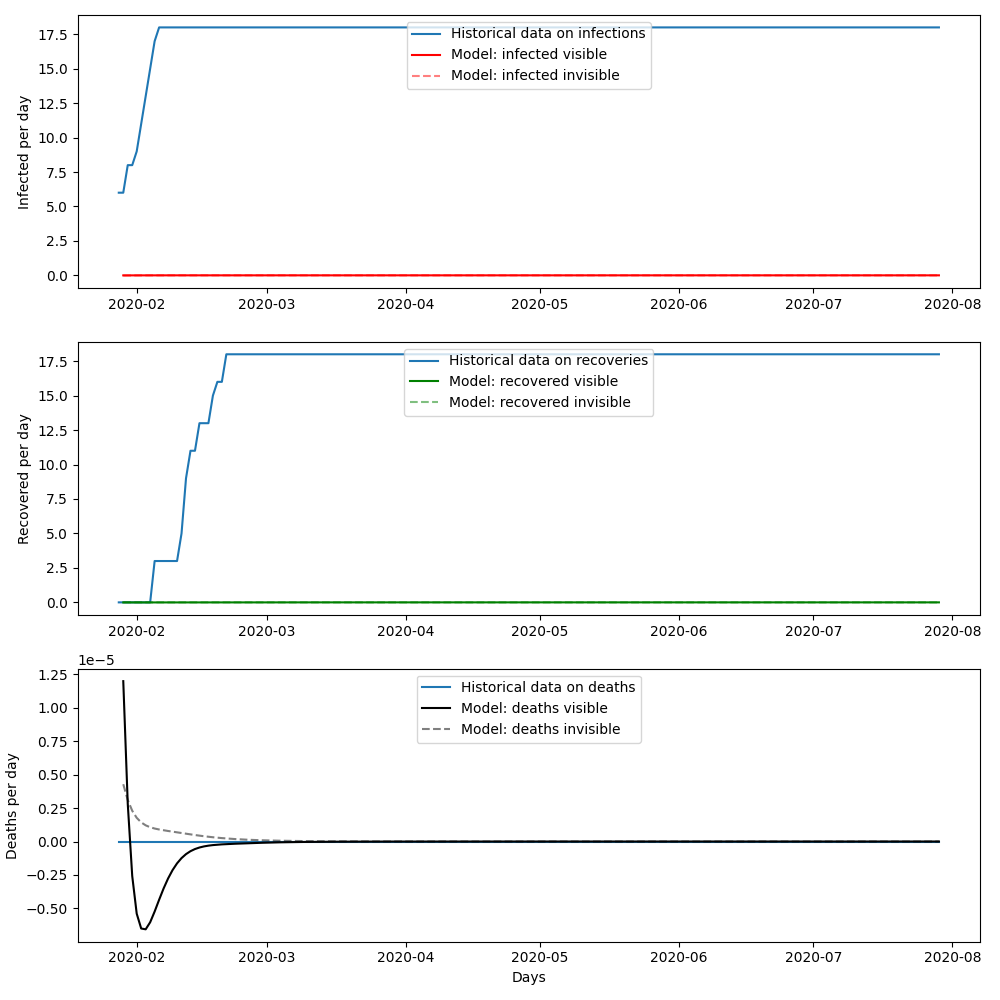 17.5
15.0
12.5
10.0
7.5
5.0
2.5
0.0
Infected per day
Historical data on infections
Model: infected visible
Model: infected invisible
2020-02 2020-03 2020-04 2020-05 2020-06 2020-07 2020-08
17.5
15.0
12.5
10.0
7.5
5.0
2.5
0.0
Recovered per day
Historical data on recoveries
Model: recovered visible
Model: recovered invisible
2020-02 2020-03 2020-04 2020-05 2020-06 2020-07 2020-08
1e−5
1.25
1.00
0.75
0.50
0.25
0.00
−0.25
−0.50
Deaths per day
Historical data on deaths
Model: deaths visible
Model: deaths invisible
2020-02 2020-03 2020-04 2020-05 2020-06 2020-07 2020-08
Days